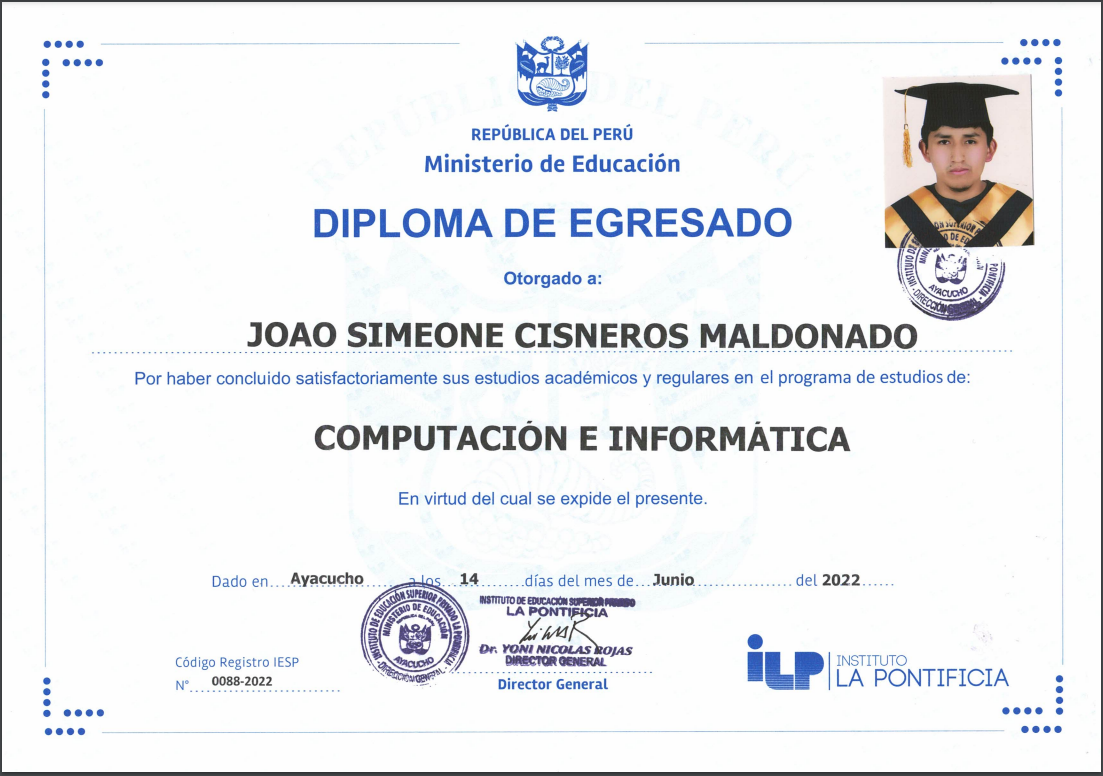 REPÚBLICA DEL PERÚ
REPÚBLICA DEL PERÚ
Ministerio de Educación
DIPLOMA DE EGRESADO
Otorgado a:
JOAO SIMEONE CISNEROS MALDONADO
Por haber concluido satisfactoriamente sus estudios académicos y regulares en el programa de estudios de:
COMPUTACIÓN E INFORMÁTICA
En virtud del cual se expide el presente.
Dado en Ayacucho a los 14 días del mes de Junio del 2022
INSTITUTO DE EDUCACIÓN SUPERIOR PRIVADO LA PONTIFICIA
MINISTERIO DE EDUCACIÓN
AYACUCHO
DIRECCIÓN GENERAL
INSTITUTO DE EDUCACIÓN SUPERIOR PRIVADO
LA PONTIFICIA
Dr. YONI NICOLAS ROJAS
DIRECTOR GENERAL
Director General
Código Registro IESP
N° 0088-2022
iLP INSTITUTO
LA PONTIFICIA
AYACUCHO
DIRECCIÓN GENERAL